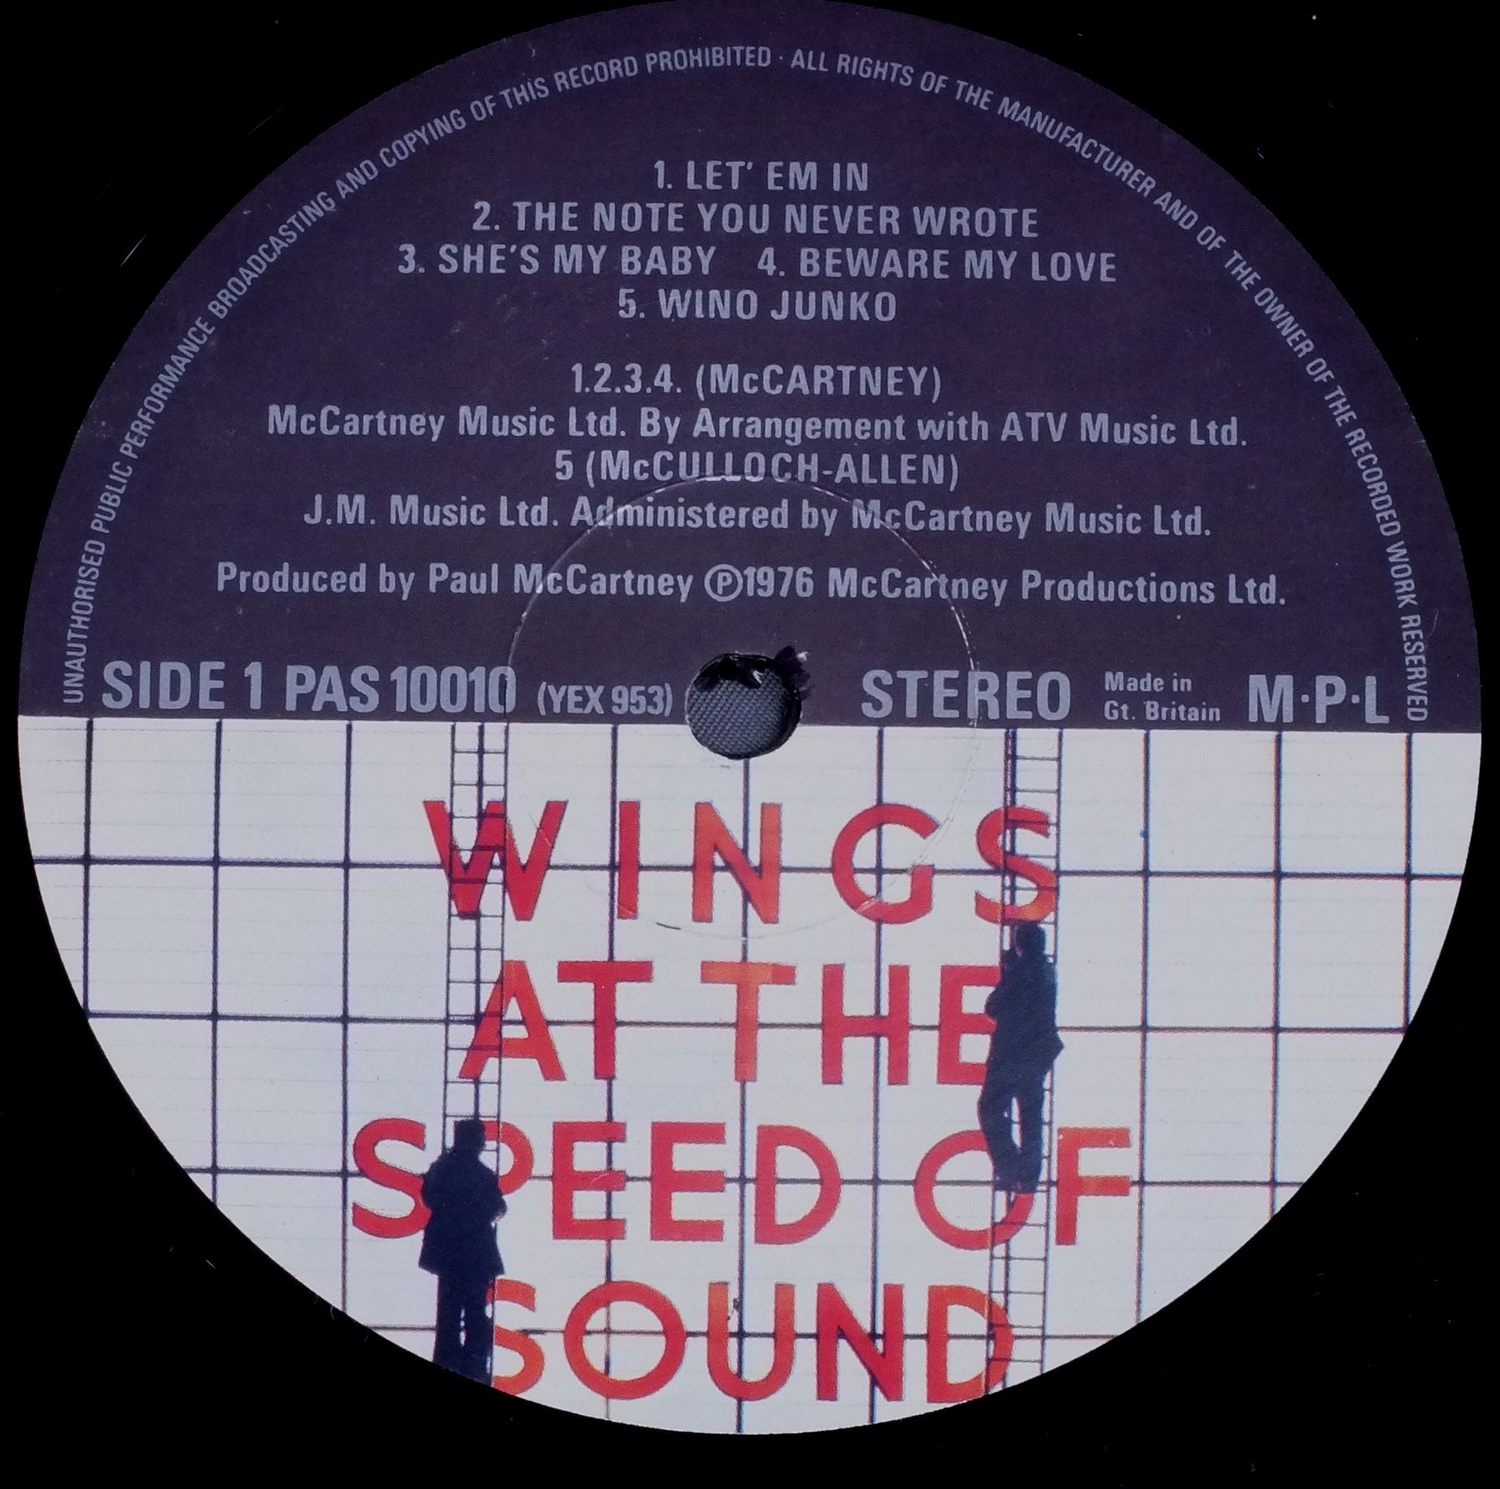 UNAUTHORISED PUBLIC PERFORMANCE BROADCASTING AND COPYING OF THIS RECORD PROHIBITED · ALL RIGHTS OF THE MANUFACTURER AND OF THE OWNER OF THE RECORDED WORK RESERVED
1. LET' EM IN
2. THE NOTE YOU NEVER WROTE
3. SHE'S MY BABY 4. BEWARE MY LOVE
5. WINO JUNKO
1.2.3.4. (McCARTNEY)
McCartney Music Ltd. By Arrangement with ATV Music Ltd.
5 (McCULLOCH-ALLEN)
J.M. Music Ltd. Administered by McCartney Music Ltd.
Produced by Paul McCartney ℗1976 McCartney Productions Ltd.
SIDE 1 PAS 10010 (YEX 953) STEREO Made in Gt. Britain M·P·L
WINGS
AT THE
SPEED OF
SOUND